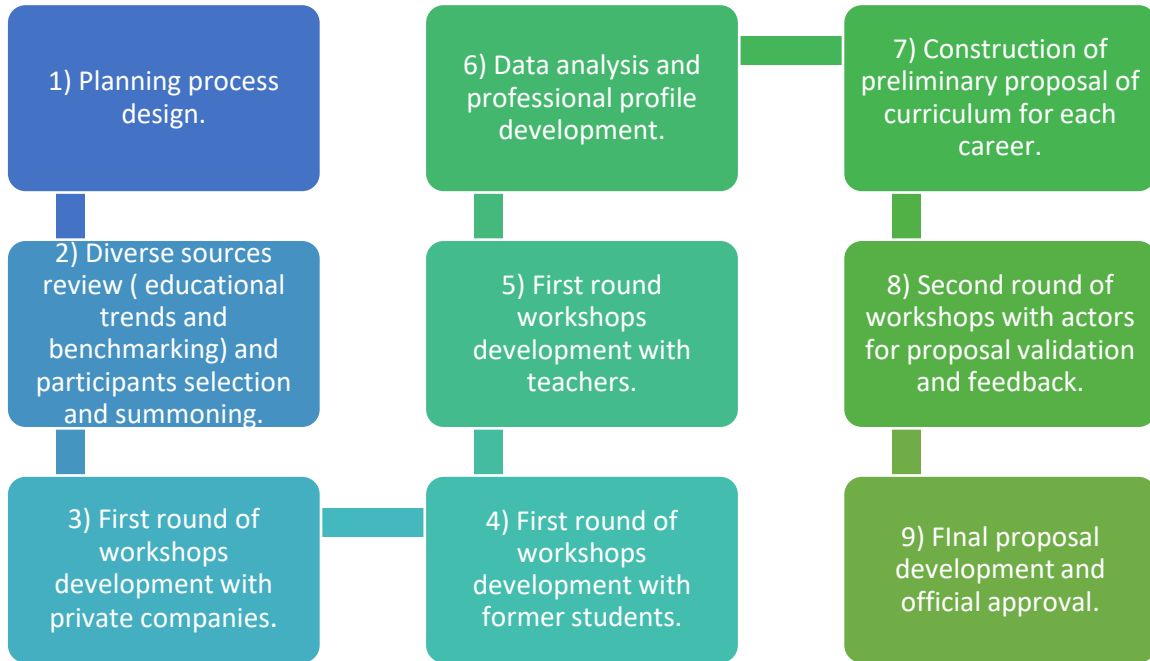 1) Planning process
design.
2) Diverse sources
review ( educational
trends and
benchmarking) and
participants selection
and summoning.
3) First round of
workshops
development with
private companies.
4) First round of
workshops
development with
former students.
5) First round
workshops
development with
teachers.
6) Data analysis and
professional profile
development.
7) Construction of
preliminary proposal of
curriculum for each
career.
8) Second round of
workshops with actors
for proposal validation
and feedback.
9) FInal proposal
development and
official approval.